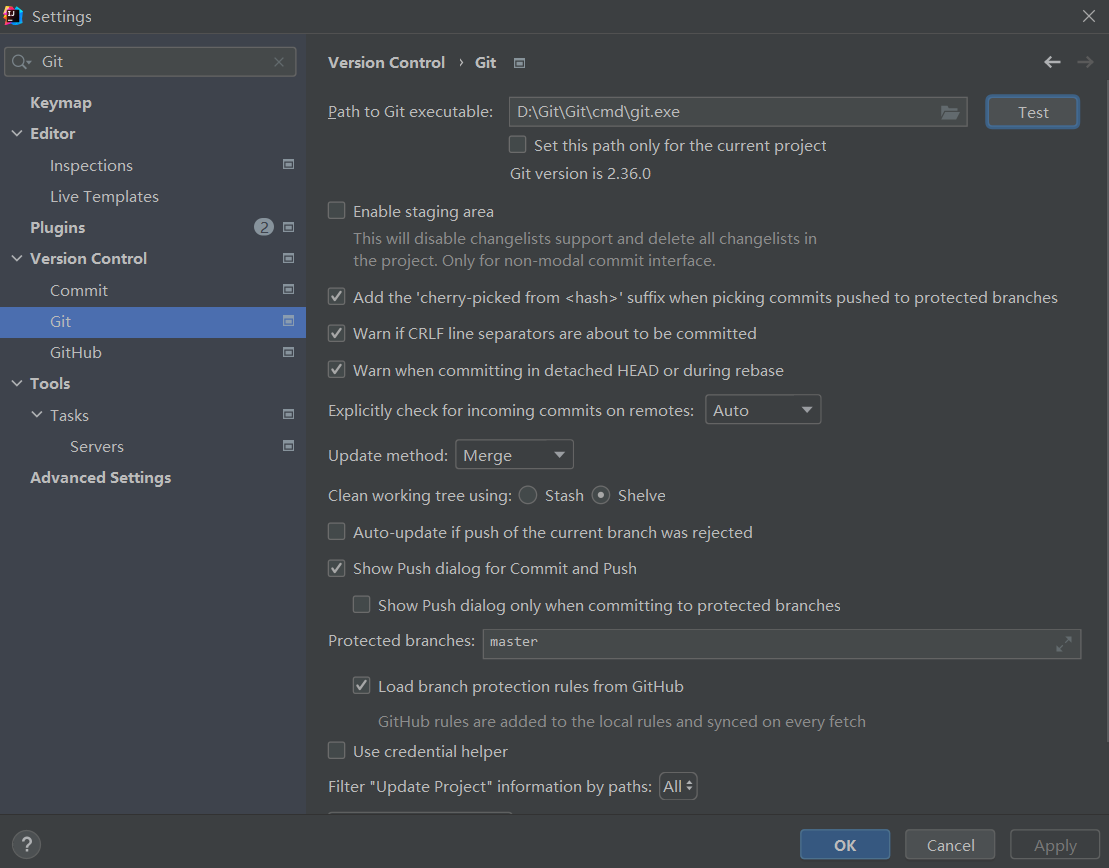 Settings
Git
Keymap
Editor
Inspections
Live Templates
Plugins 2
Version Control
Commit
Git
GitHub
Tools
Tasks
Servers
Advanced Settings
Version Control › Git
Path to Git executable: D:\Git\Git\cmd\git.exe Test
Set this path only for the current project
Git version is 2.36.0
Enable staging area
This will disable changelists support and delete all changelists in
the project. Only for non-modal commit interface.
Add the 'cherry-picked from <hash>' suffix when picking commits pushed to protected branches
Warn if CRLF line separators are about to be committed
Warn when committing in detached HEAD or during rebase
Explicitly check for incoming commits on remotes: Auto
Update method: Merge
Clean working tree using: Stash Shelve
Auto-update if push of the current branch was rejected
Show Push dialog for Commit and Push
Show Push dialog only when committing to protected branches
Protected branches: master
Load branch protection rules from GitHub
GitHub rules are added to the local rules and synced on every fetch
Use credential helper
Filter "Update Project" information by paths: All
? OK Cancel Apply